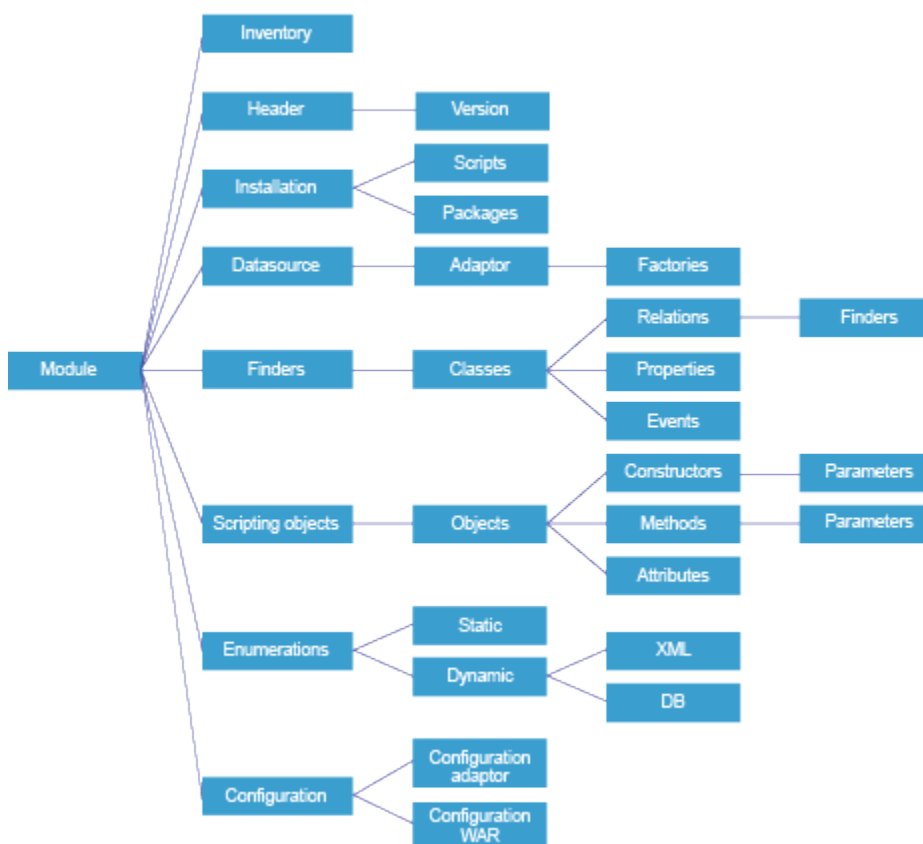 Inventory
Header
Version
Scripts
Installation
Packages
Datasource
Adaptor
Factories
Relations
Finders
Module
Finders
Classes
Properties
Events
Constructors
Parameters
Scripting objects
Objects
Methods
Parameters
Attributes
Static
Enumerations
XML
Dynamic
DB
Configuration
adaptor
Configuration
Configuration
WAR